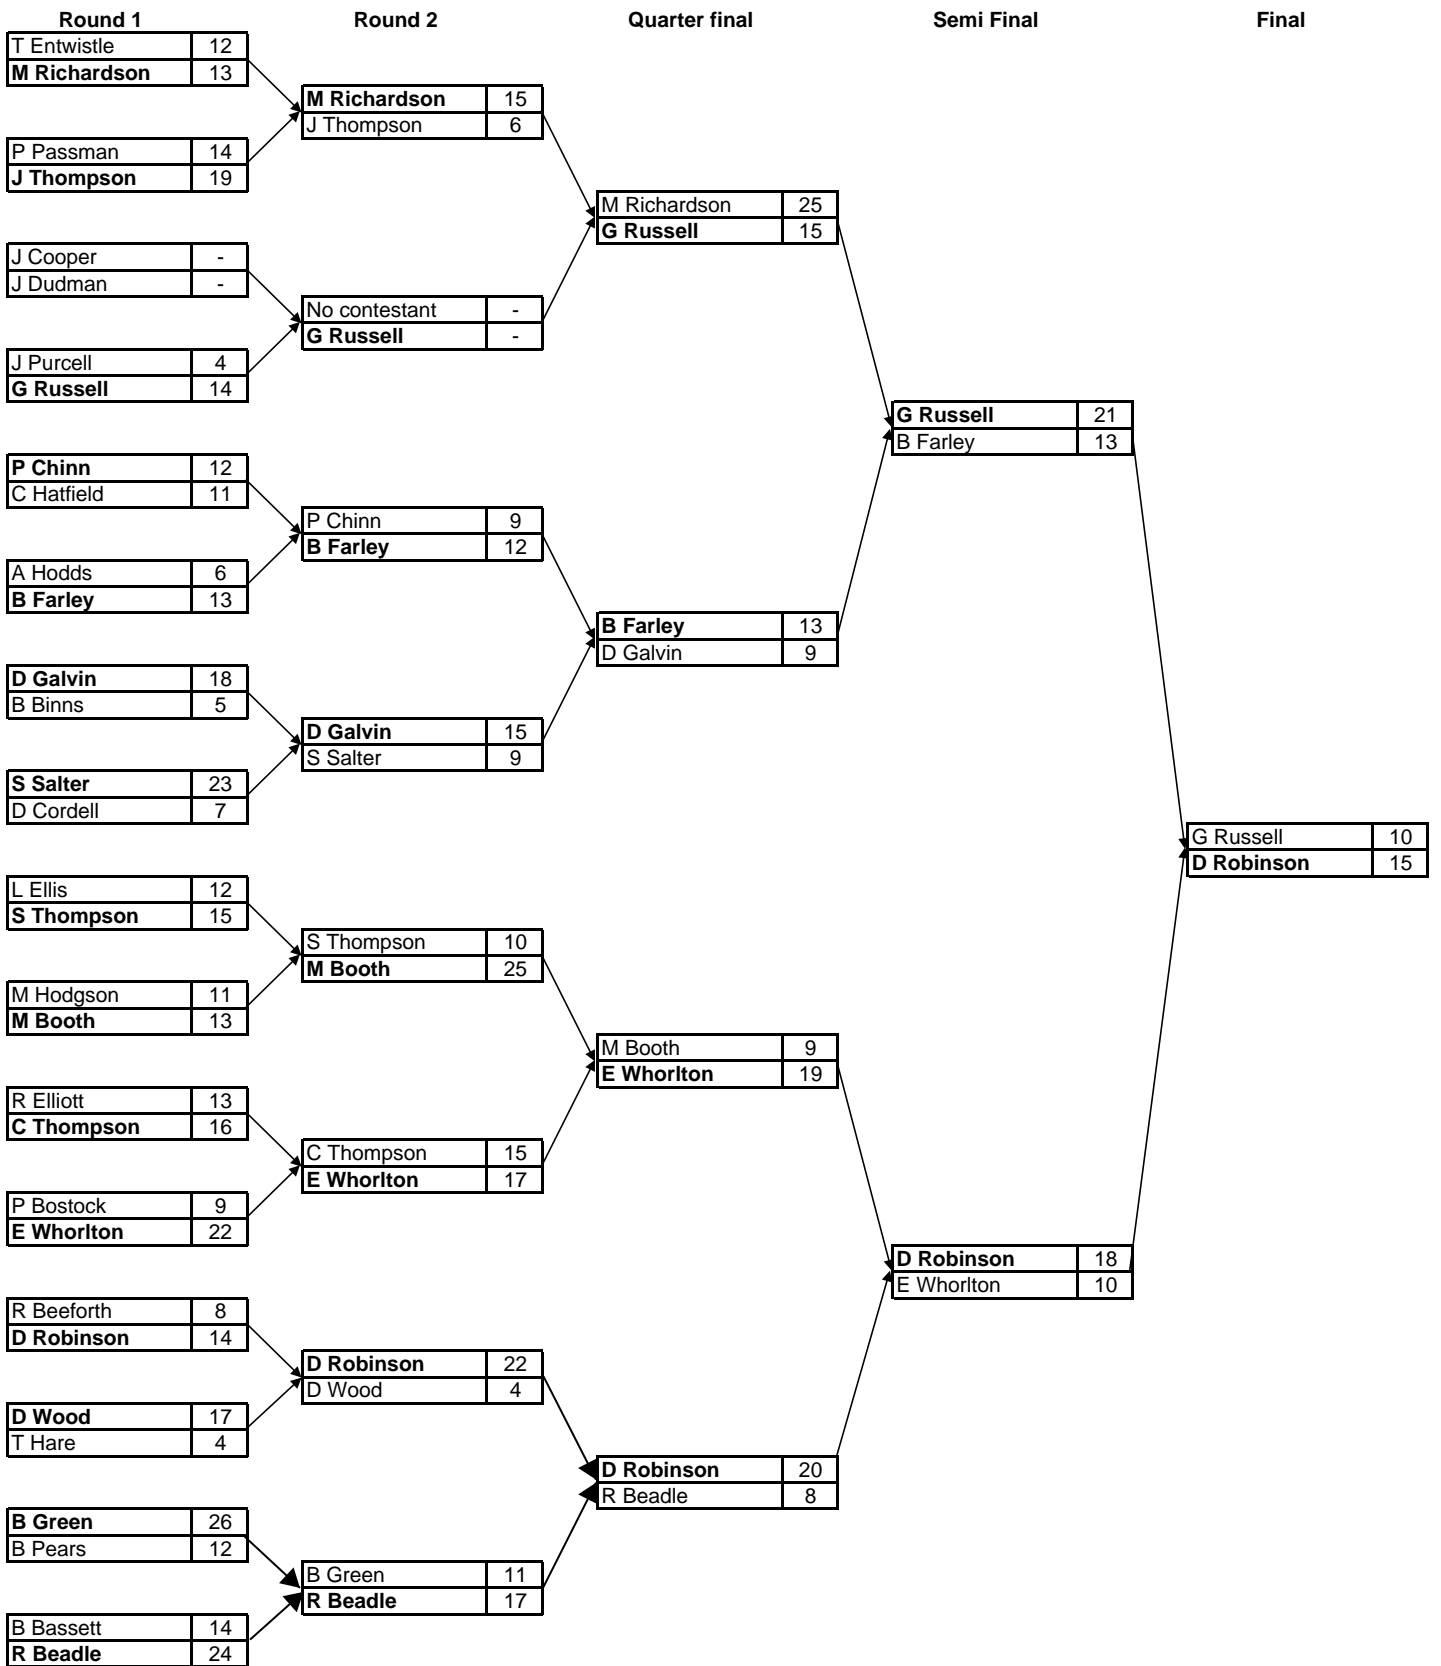 Round 1 Round 2 Quarter final Semi Final Final
T Entwistle 12
M Richardson 13
M Richardson 15
J Thompson 6
P Passman 14
J Thompson 19
M Richardson 25
G Russell 15
J Cooper -
J Dudman -
No contestant -
G Russell -
J Purcell 4
G Russell 14
G Russell 21
B Farley 13
P Chinn 12
C Hatfield 11
P Chinn 9
B Farley 12
A Hodds 6
B Farley 13
B Farley 13
D Galvin 9
D Galvin 18
B Binns 5
D Galvin 15
S Salter 9
S Salter 23
D Cordell 7
G Russell 10
D Robinson 15
L Ellis 12
S Thompson 15
S Thompson 10
M Booth 25
M Hodgson 11
M Booth 13
M Booth 9
E Whorlton 19
R Elliott 13
C Thompson 16
C Thompson 15
E Whorlton 17
P Bostock 9
E Whorlton 22
D Robinson 18
E Whorlton 10
R Beeforth 8
D Robinson 14
D Robinson 22
D Wood 4
D Wood 17
T Hare 4
D Robinson 20
R Beadle 8
B Green 26
B Pears 12
B Green 11
R Beadle 17
B Bassett 14
R Beadle 24